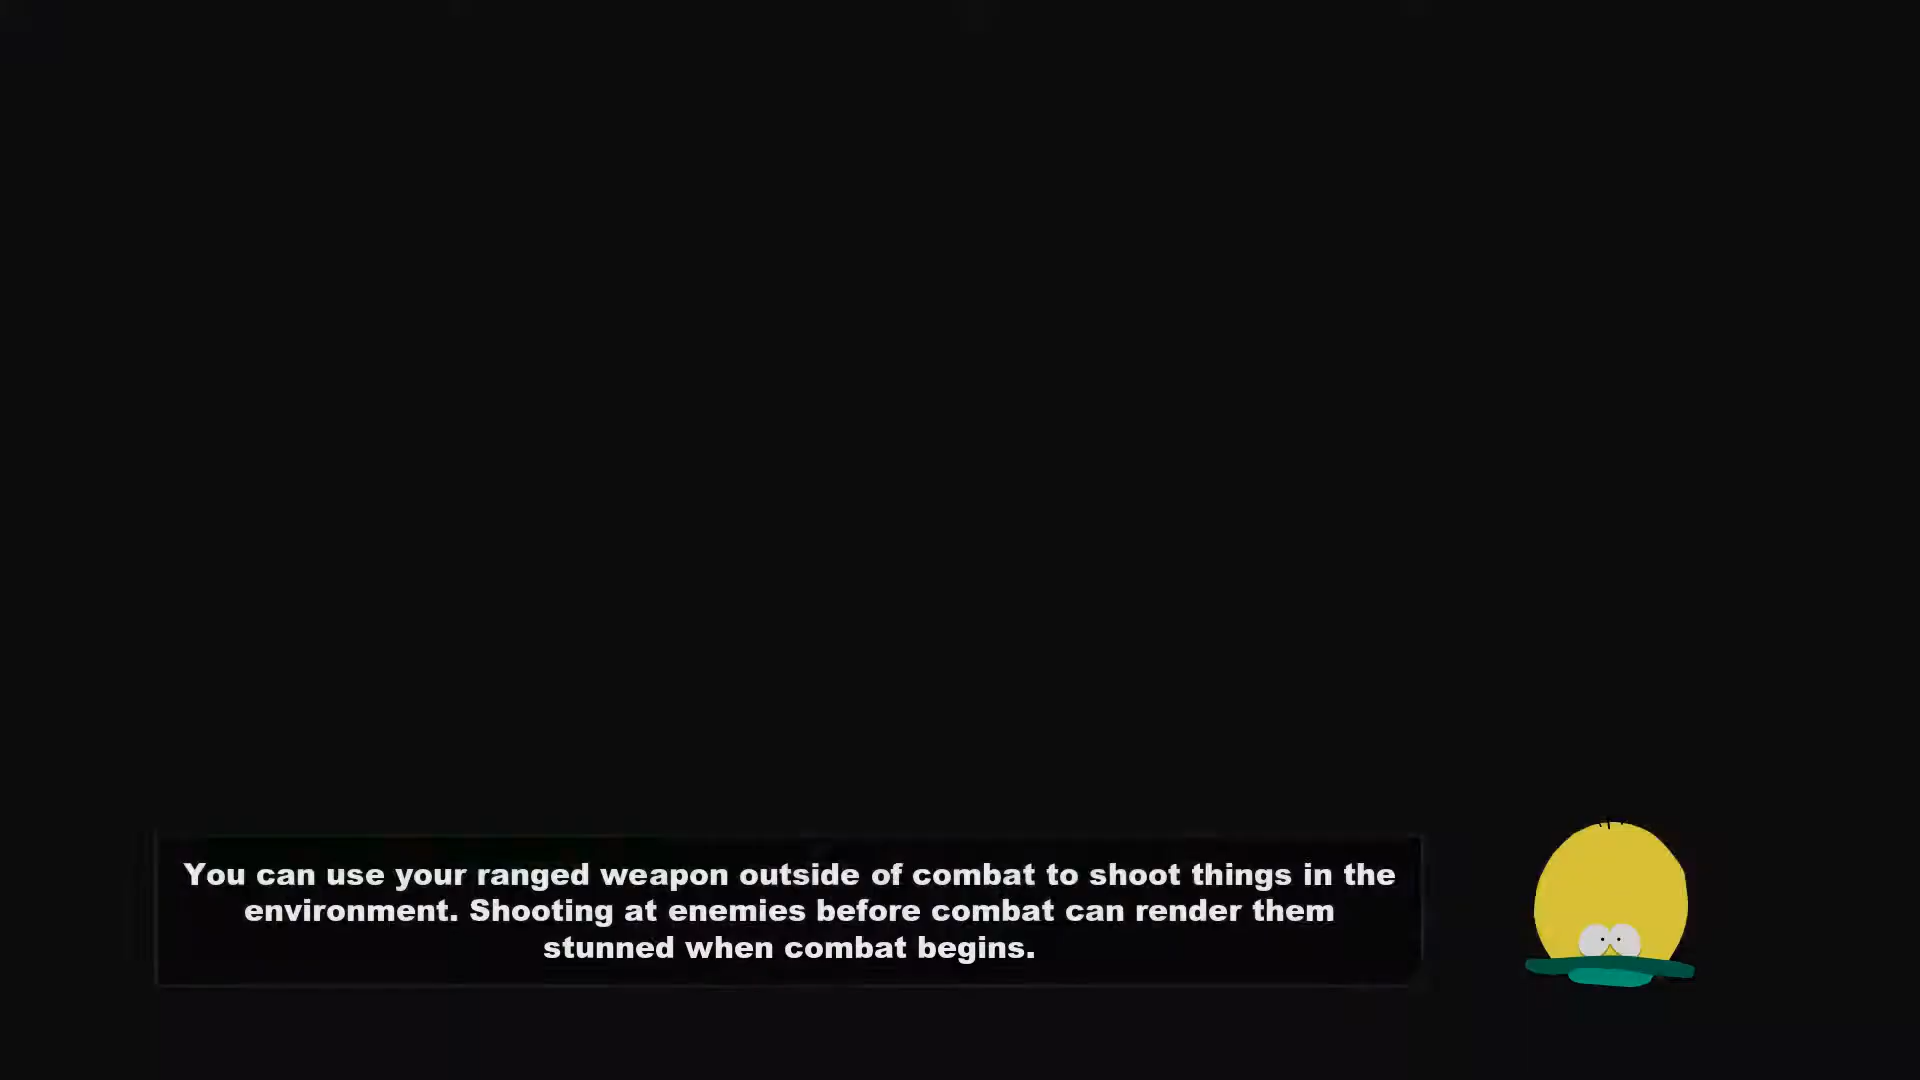 You can use your ranged weapon outside of combat to shoot things in the
environment. Shooting at enemies before combat can render them
stunned when combat begins.